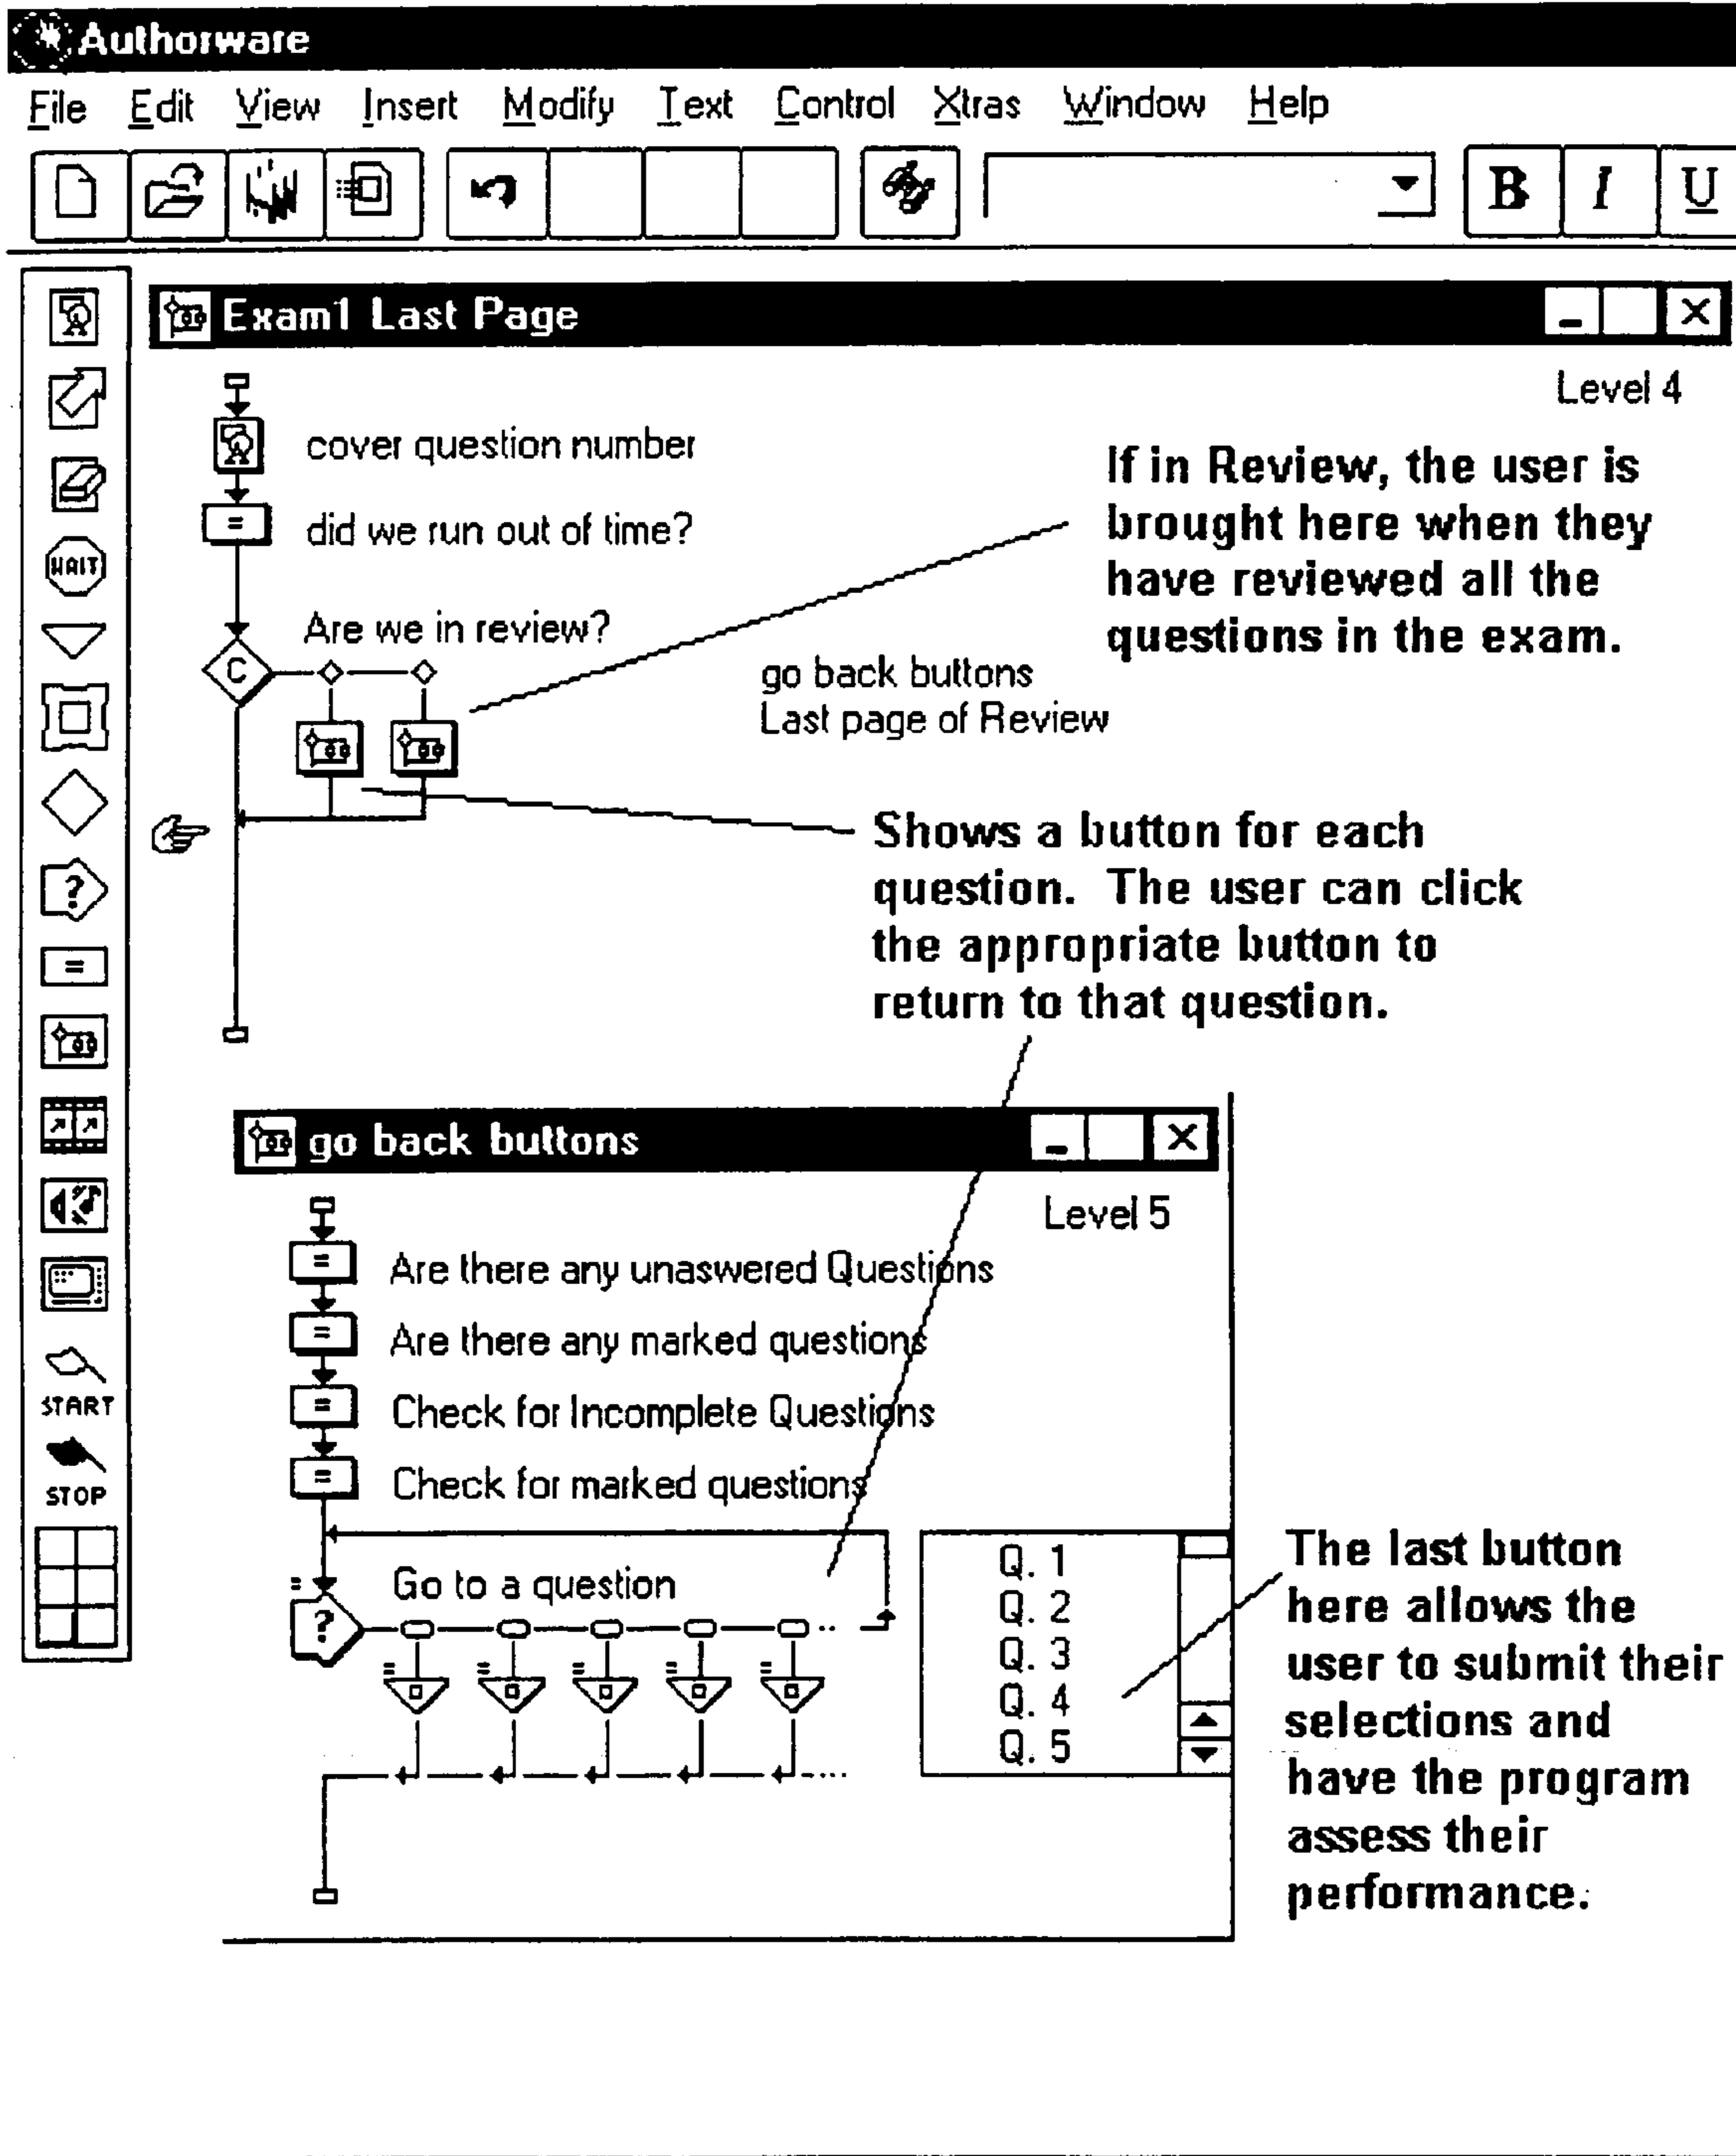 Authorware
File Edit View Insert Modify Text Control Xtras Window Help
B I U
Exam1 Last Page
Level 4
cover question number
did we run out of time?
Are we in review?
C
go back buttons
Last page of Review
If in Review, the user is
brought here when they
have reviewed all the
questions in the exam.
Shows a button for each
question. The user can click
the appropriate button to
return to that question.
WAIT
?
=
START
STOP
go back buttons
Level 5
= Are there any unaswered Questions
= Are there any marked questions
= Check for Incomplete Questions
= Check for marked questions
= Go to a question
?
= = = = =
Q. 1
Q. 2
Q. 3
Q. 4
Q. 5
The last button
here allows the
user to submit their
selections and
have the program
assess their
performance.